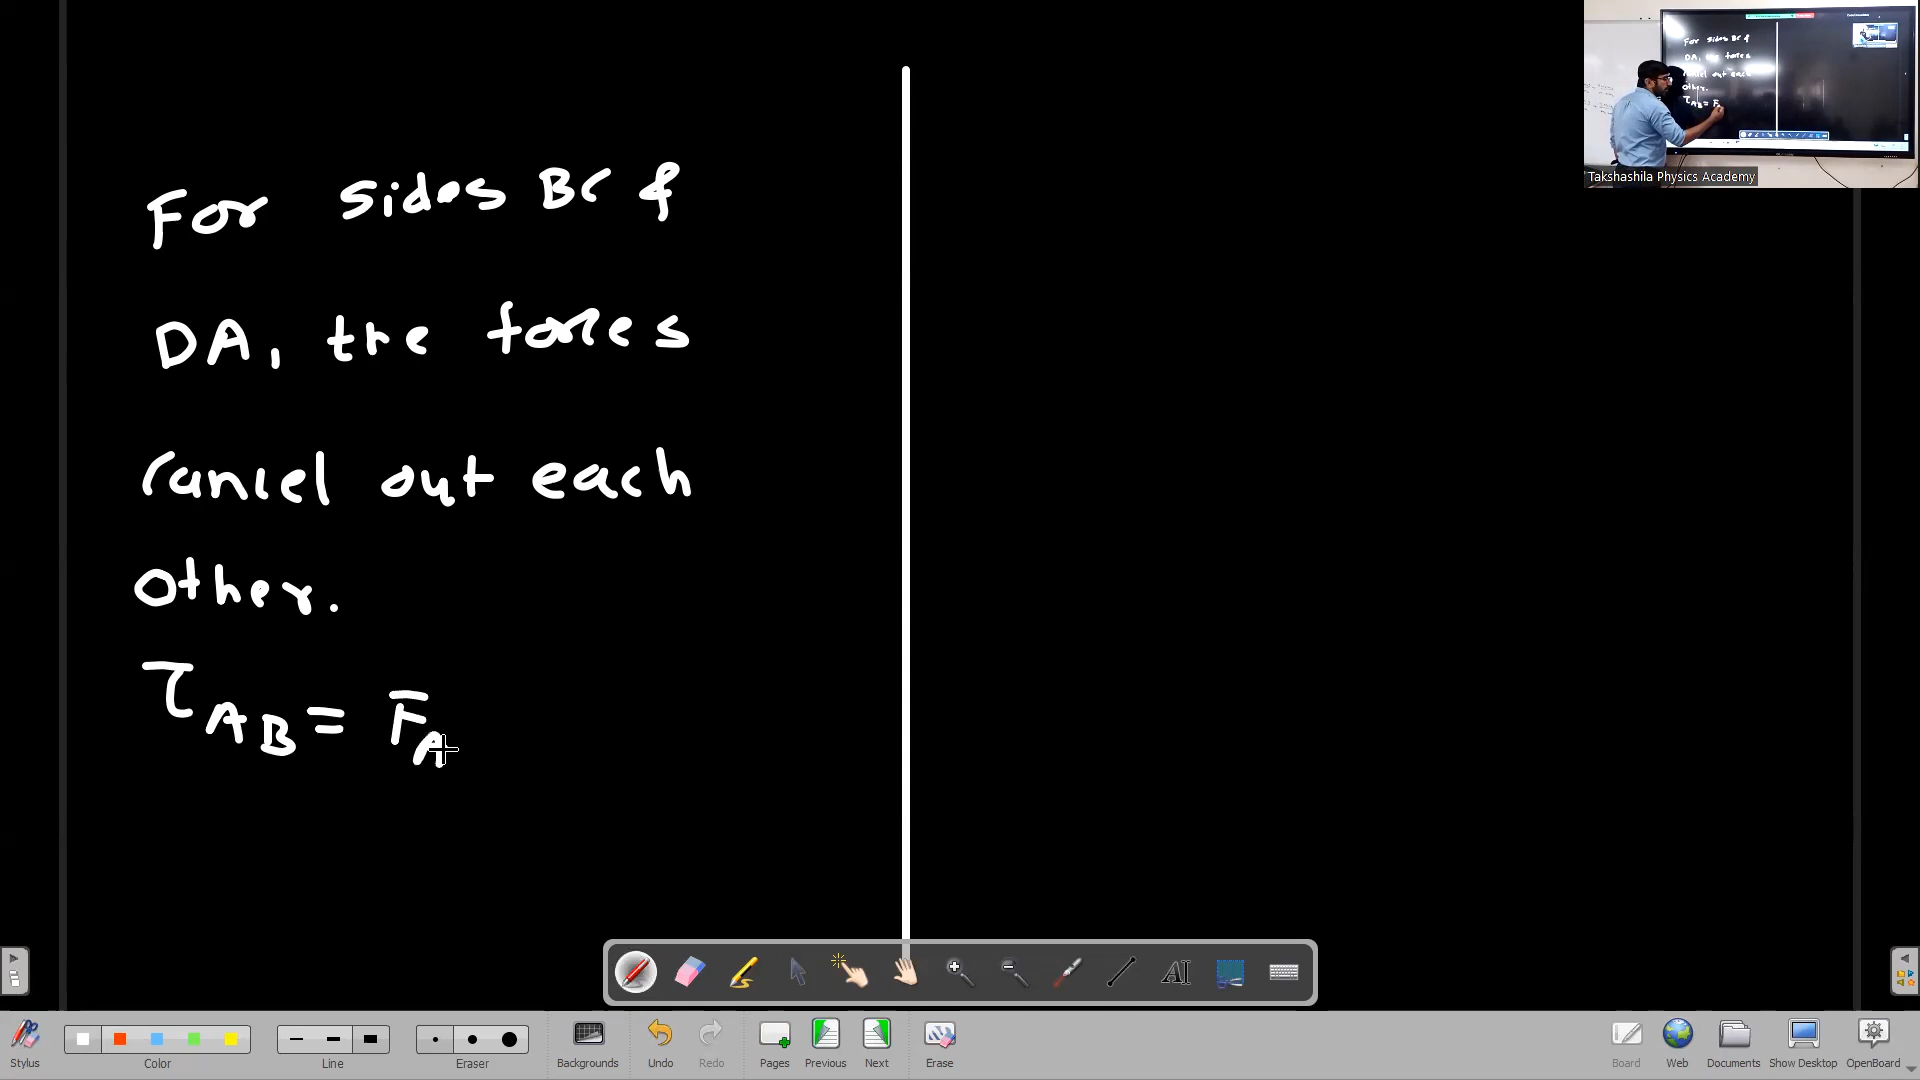 For sides BC &
DA, the forces
cancel out each
other.
τAB = F̅A
Takshashila Physics Academy
Stylus
Color
Line
Eraser
Backgrounds
Undo
Redo
Pages
Previous
Next
Erase
Board
Web
Documents
Show Desktop
OpenBoard